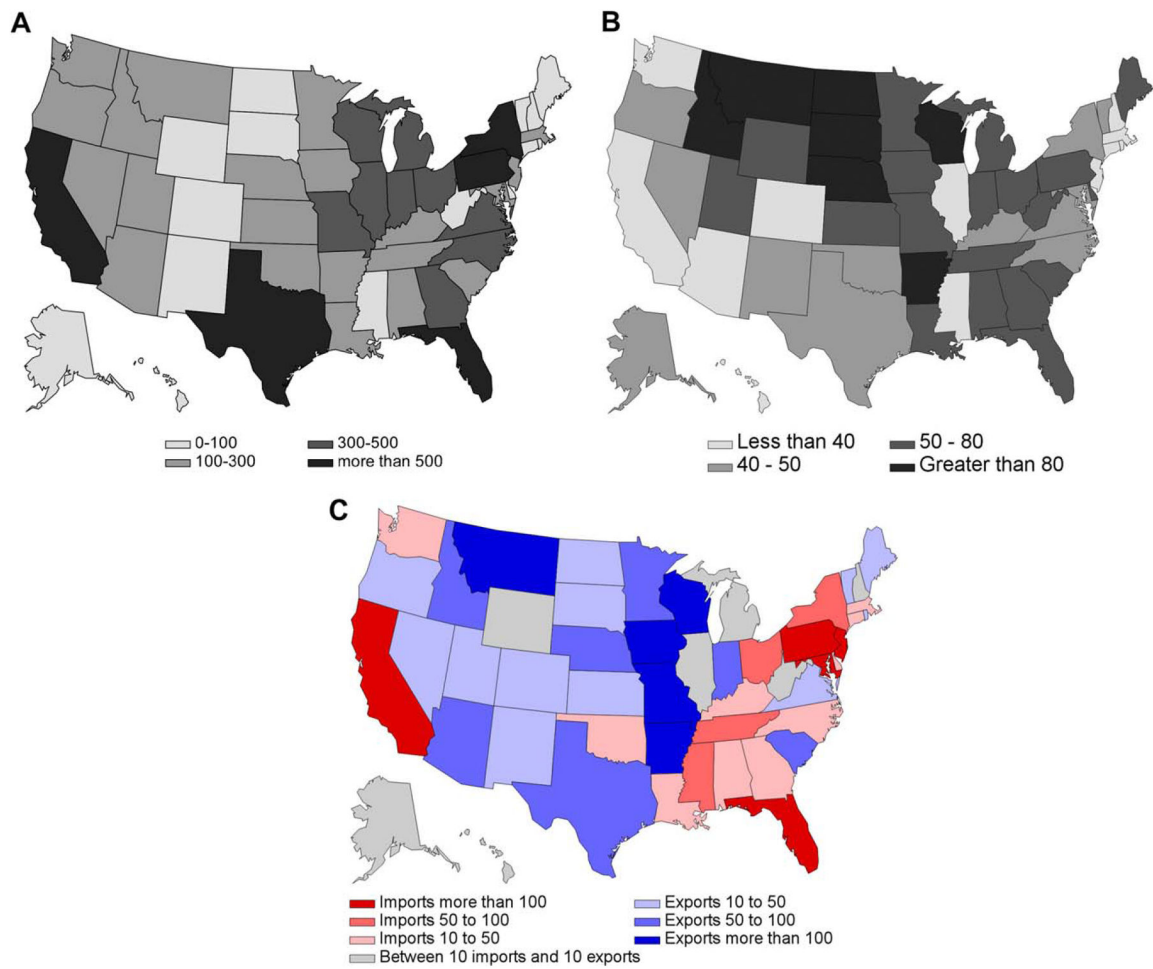 A
B
0-100
300-500
100-300
more than 500
Less than 40
50 - 80
40 - 50
Greater than 80
C
Imports more than 100
Exports 10 to 50
Imports 50 to 100
Exports 50 to 100
Imports 10 to 50
Exports more than 100
Between 10 imports and 10 exports